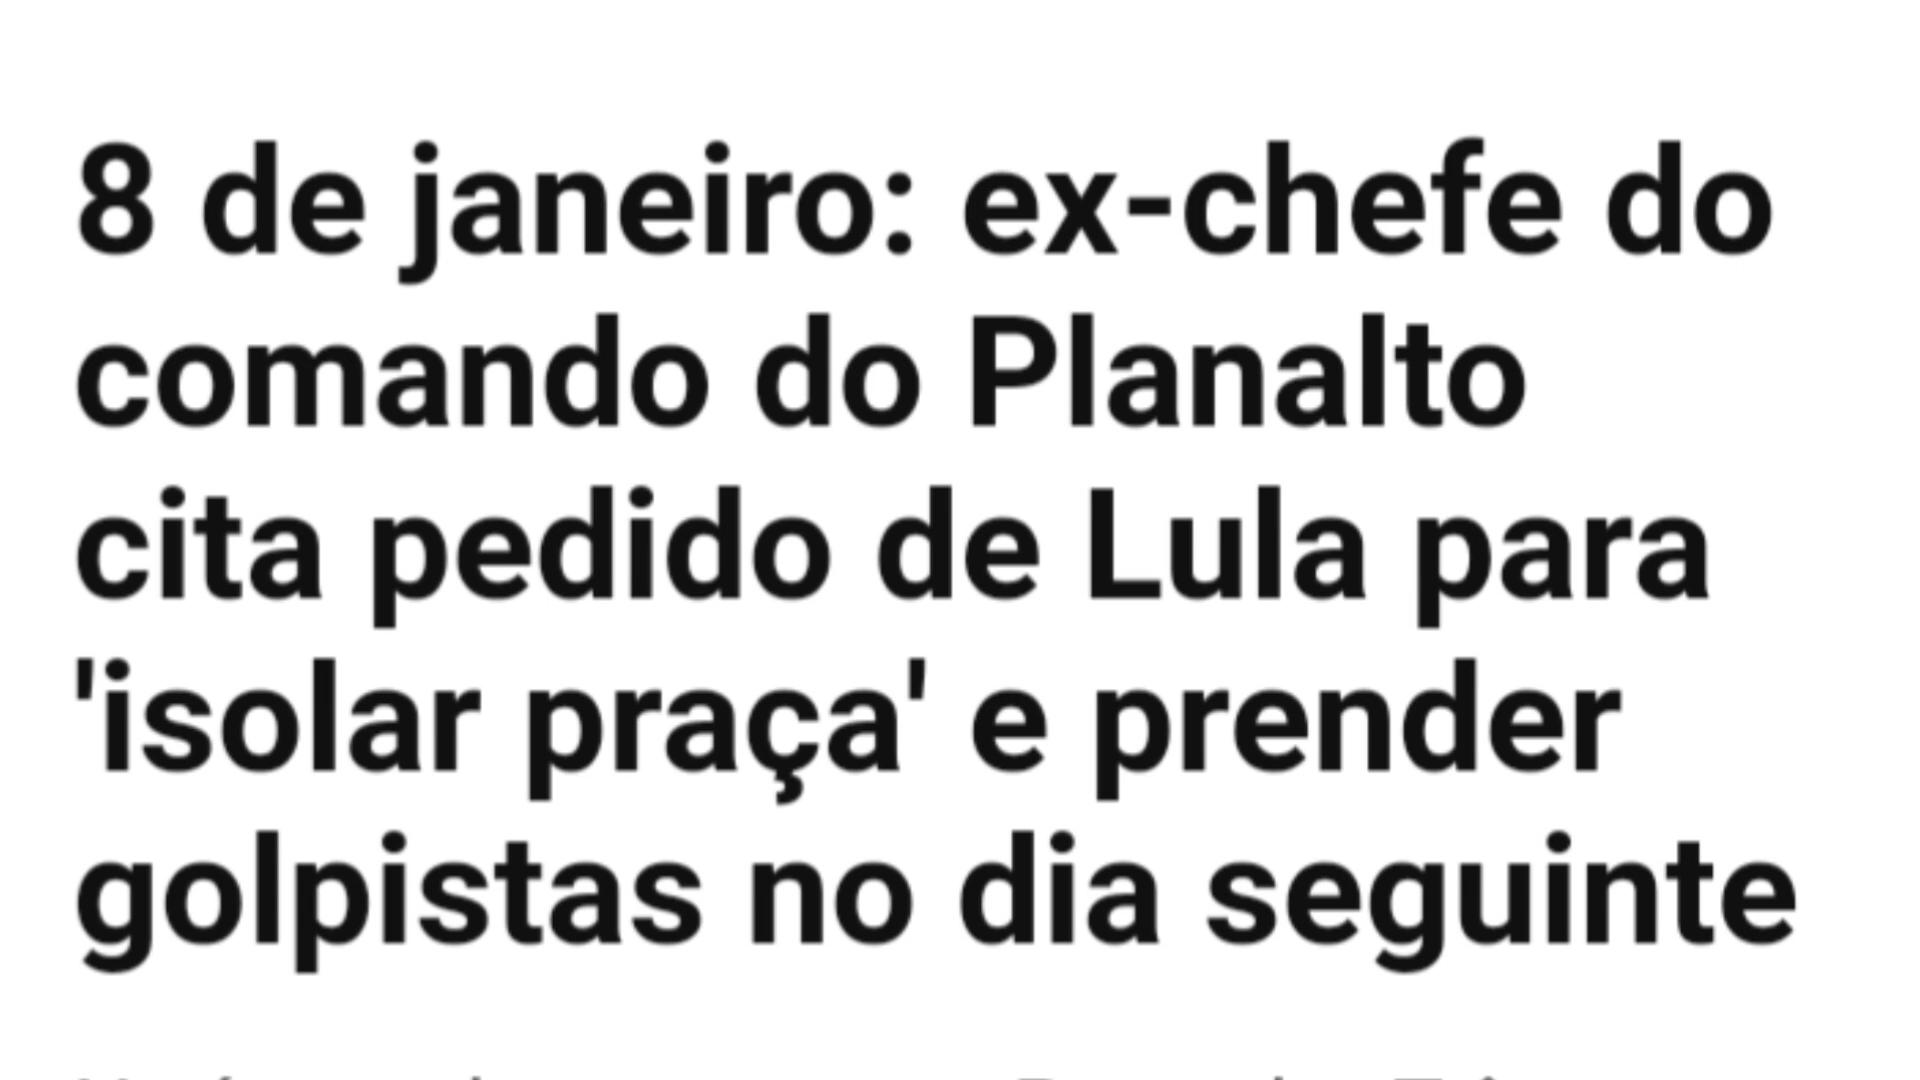 8 de janeiro: ex-chefe do
comando do Planalto
cita pedido de Lula para
'isolar praça' e prender
golpistas no dia seguinte